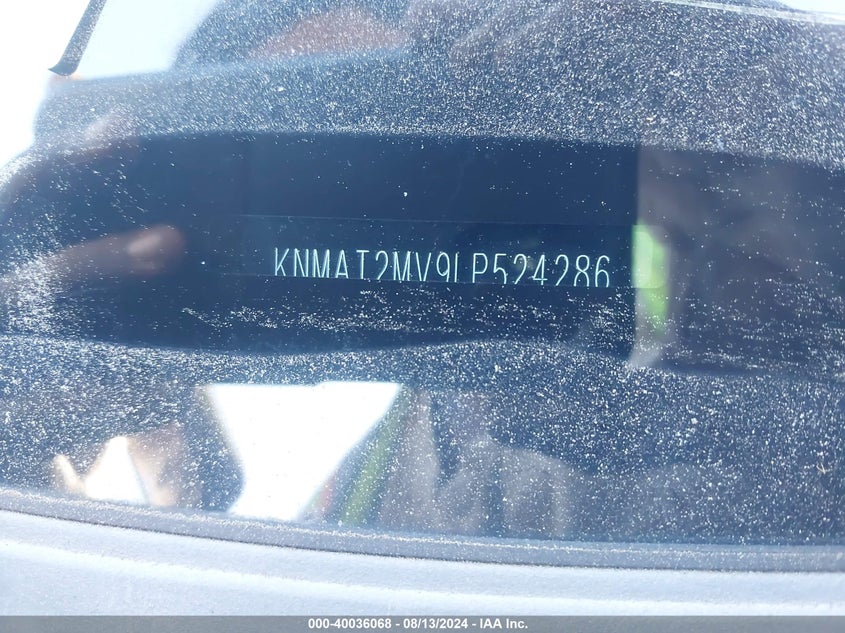 KNMAT2MV9LP524286
000-40036068 - 08/13/2024 - IAA Inc.